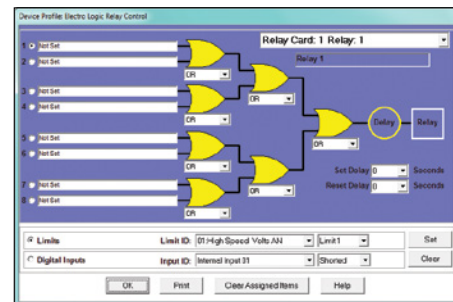 Device Profile: Electro Logic Relay Control
Relay Card: 1 Relay: 1
Relay 1
1 Not Set
2 Not Set
OR
3 Not Set
4 Not Set
OR
OR
5 Not Set
6 Not Set
OR
7 Not Set
8 Not Set
OR
OR
OR
Delay
Relay
Set Delay 0 Seconds
Reset Delay 0 Seconds
Limits Limit ID: 01:High Speed Volts AN Limit1 Set
Digital Inputs Input ID: Internal Input 01 Shorted Clear
OK Print Clear Assigned Items Help